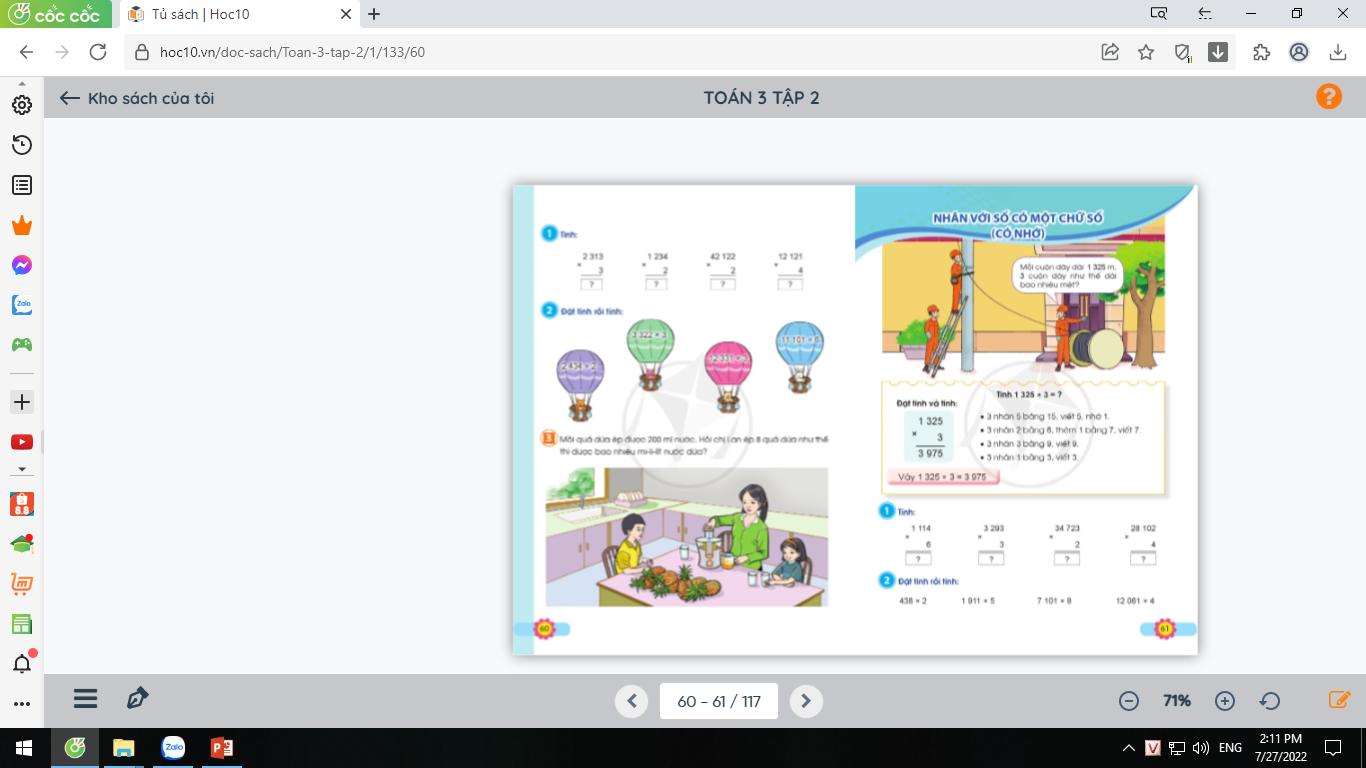 cốc cốc
Tủ sách | Hoc10
hoc10.vn/doc-sach/Toan-3-tap-2/1/133/60
Kho sách của tôi
TOÁN 3 TẬP 2
1 Tính:
2 313 1 234 42 122 12 121
× 3 × 2 × 2 × 4
? ? ? ?
2 Đặt tính rồi tính:
3 Mỗi quả dứa ép được 200 ml nước. Hỏi chị Lan ép 8 quả dứa như thế
thì được bao nhiêu mi-li-lít nước dứa?
60
NHÂN VỚI SỐ CÓ MỘT CHỮ SỐ
(CÓ NHỚ)
Mỗi cuộn dây dài 1 325 m,
3 cuộn dây như thế dài
bao nhiêu mét?
Tính 1 325 × 3 = ?
Đặt tính và tính:
1 325
× 3
3 975
• 3 nhân 5 bằng 15, viết 5, nhớ 1.
• 3 nhân 2 bằng 6, thêm 1 bằng 7, viết 7.
• 3 nhân 3 bằng 9, viết 9.
• 3 nhân 1 bằng 3, viết 3.
Vậy 1 325 × 3 = 3 975
1 Tính:
1 114 3 293 34 723 28 102
× 6 × 3 × 2 × 4
? ? ? ?
2 Đặt tính rồi tính:
438 × 2 1 911 × 5 7 101 × 8 12 061 × 4
61
60 - 61 / 117
71%
Zalo
8.8
Zalo
ENG
2:11 PM
7/27/2022